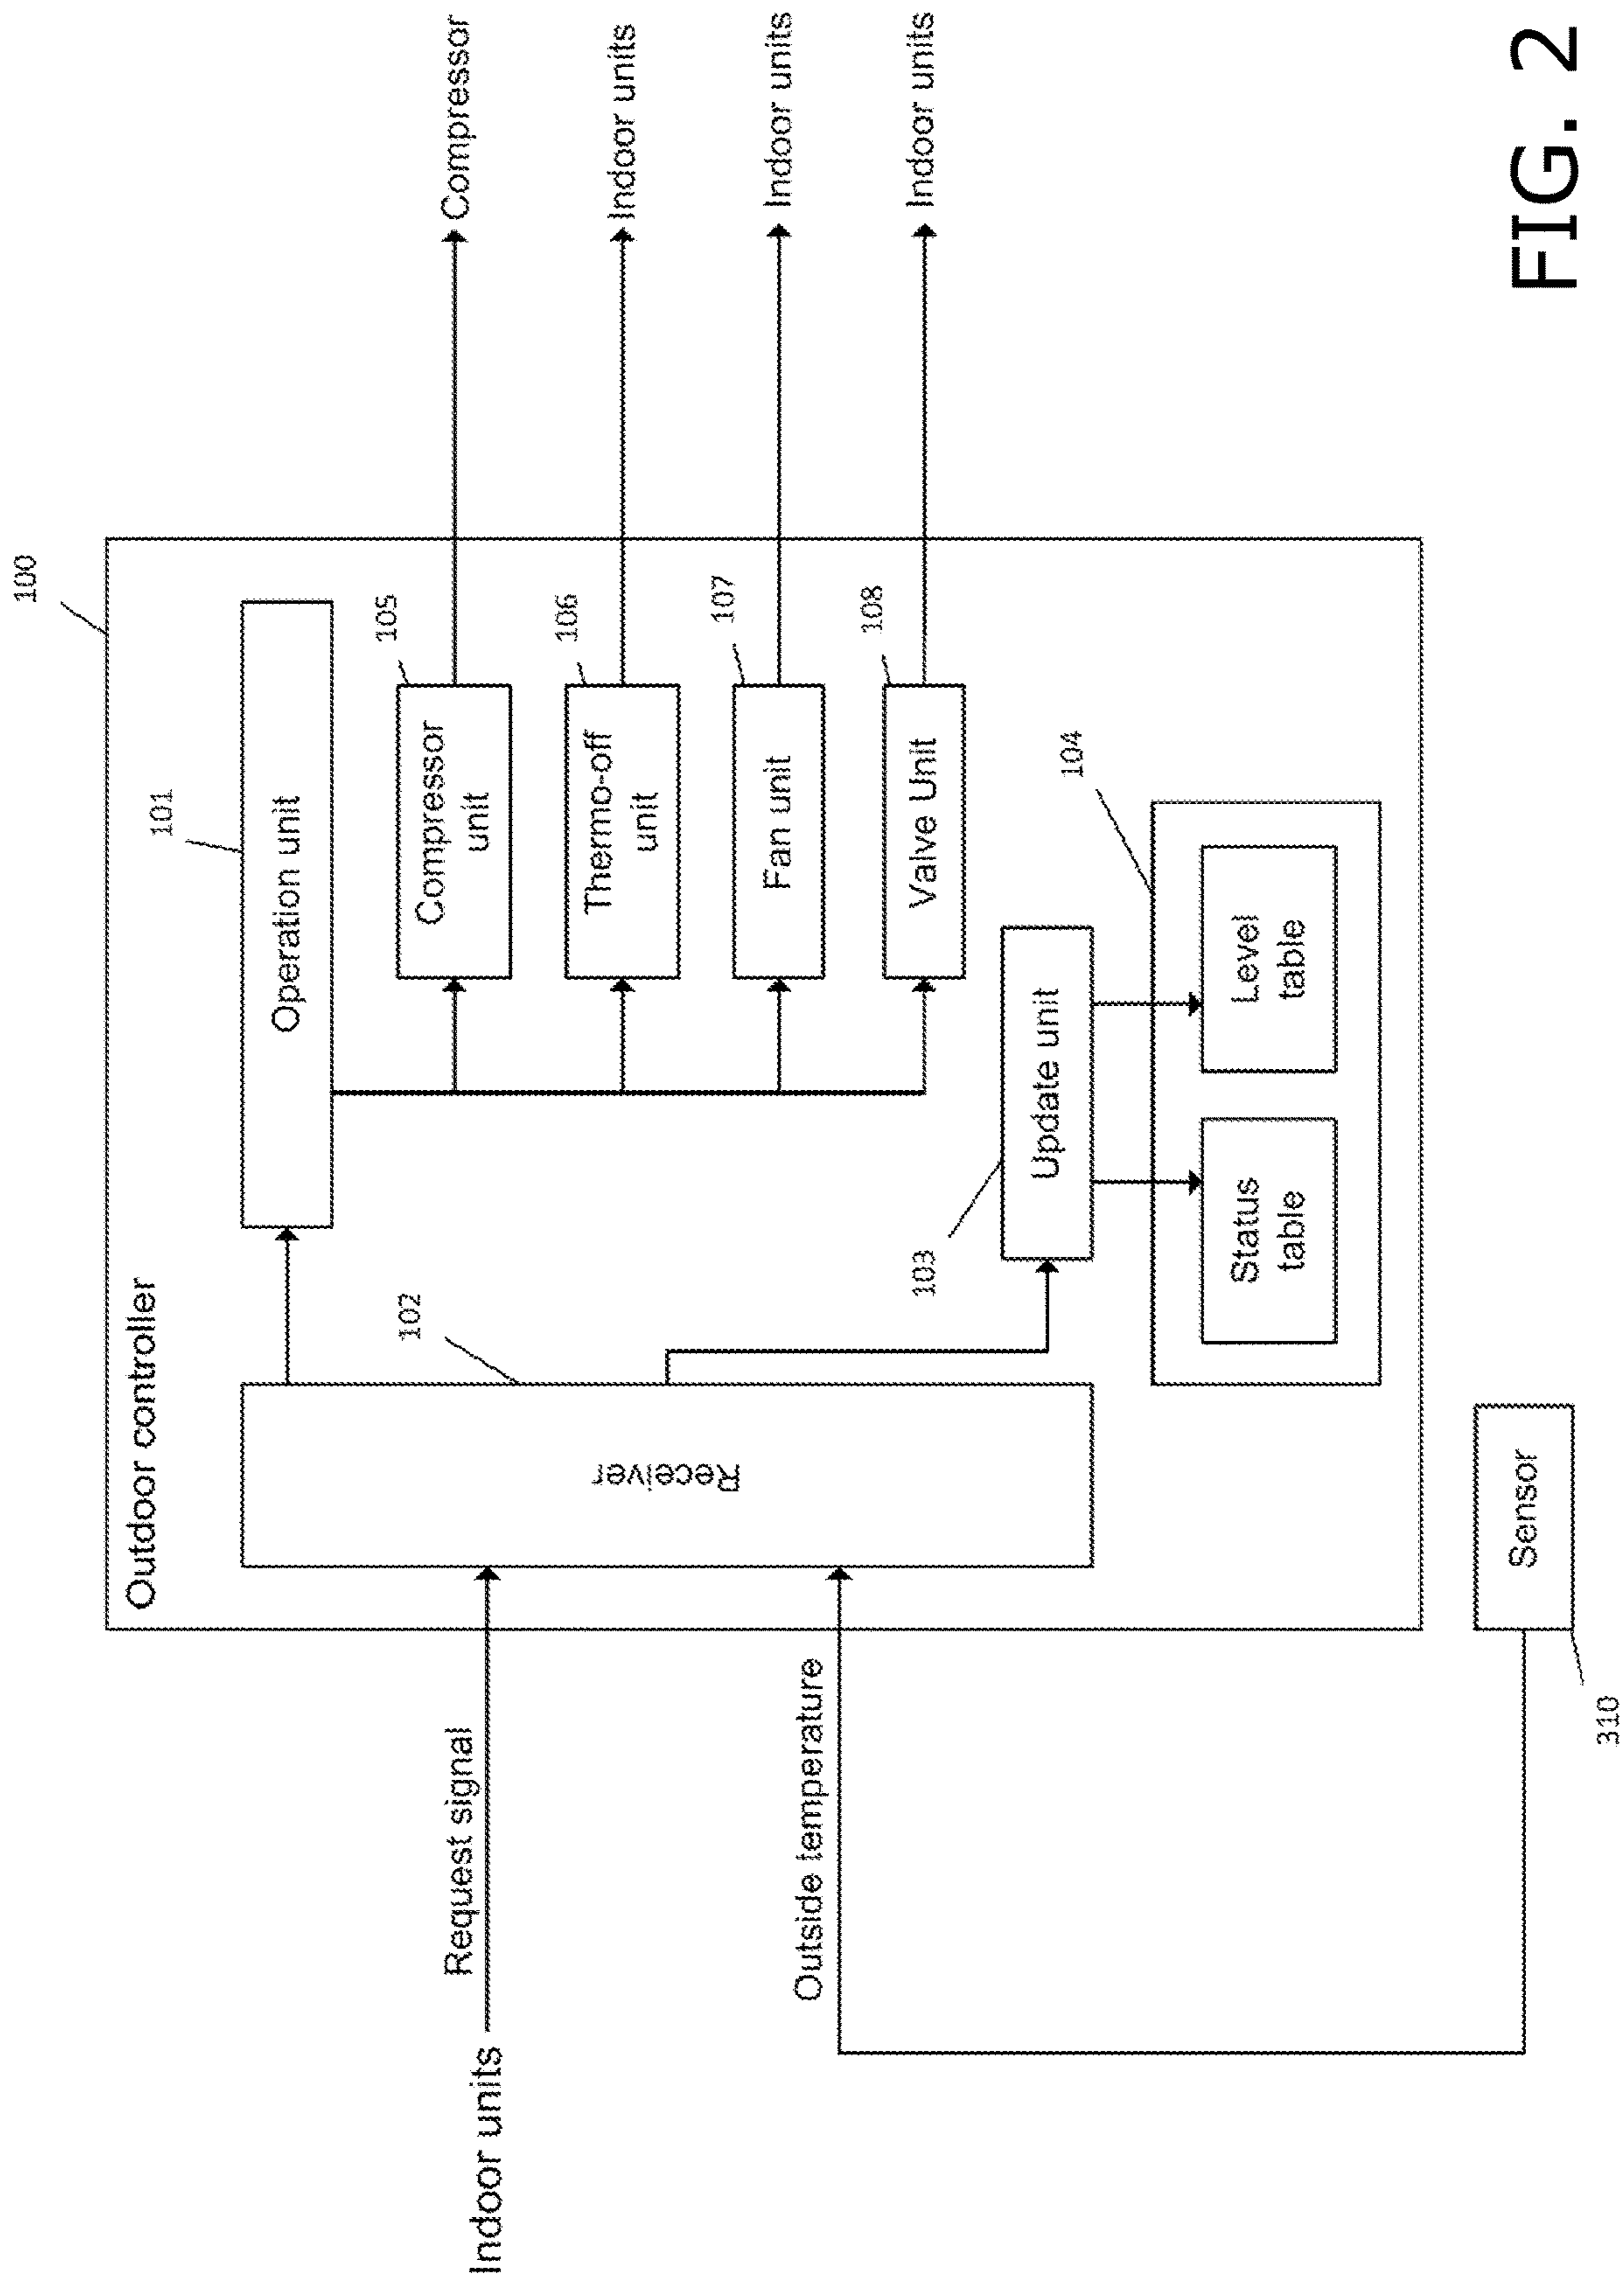 Outdoor controller
100
Operation unit
101
Indoor units
Request signal
Receiver
102
Compressor
unit
105
Compressor
Thermo-off
unit
106
Indoor units
Fan unit
107
Indoor units
Valve Unit
108
Indoor units
Outside temperature
Update unit
103
104
Status
table
Level
table
Sensor
310
FIG. 2